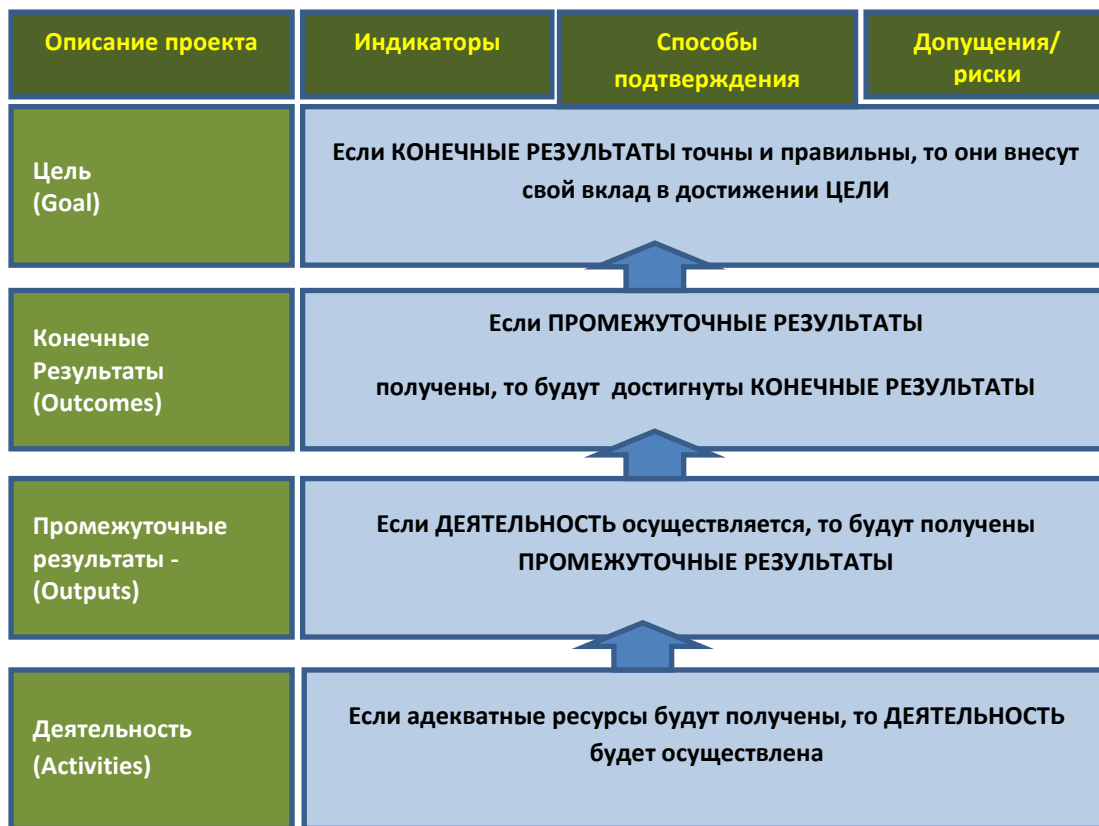 Описание проекта
Индикаторы
Способы
подтверждения
Допущения/
риски
Цель
(Goal)
Если КОНЕЧНЫЕ РЕЗУЛЬТАТЫ точны и правильны, то они внесут
свой вклад в достижении ЦЕЛИ
Конечные
Результаты
(Outcomes)
Если ПРОМЕЖУТОЧНЫЕ РЕЗУЛЬТАТЫ
получены, то будут достигнуты КОНЕЧНЫЕ РЕЗУЛЬТАТЫ
Промежуточные
результаты -
(Outputs)
Если ДЕЯТЕЛЬНОСТЬ осуществляется, то будут получены
ПРОМЕЖУТОЧНЫЕ РЕЗУЛЬТАТЫ
Деятельность
(Activities)
Если адекватные ресурсы будут получены, то ДЕЯТЕЛЬНОСТЬ
будет осуществлена